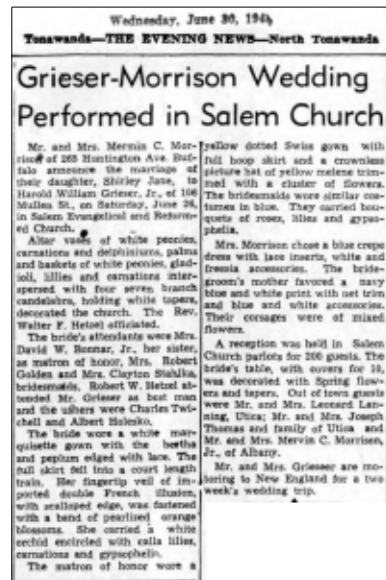 Wednesday, June 30, 194
Tonawanda—THE EVENING NEWS—North Tonawanda
Grieser-Morrison Wedding
Performed in Salem Church
Mr. and Mrs. Mermin C. Mor-
rison of 265 Huntington Ave. Buf-
falo announce the marriage of
their daughter, Shirley Jane, to
Harold William Grieser, Jr., of 106
Mullen St., on Saturday, June 26,
in Salem Evangelical and Reform-
ed Church.
Altar vases of white peonies,
carnations and delphiniums, palms
and baskets of white peonies, glad-
ioli, lillies and carnations inter-
spersed with four seven branch
candelabra, holding white tapers,
decorated the church. The Rev.
Walter F. Hetzel officiated.
The bride's attendants were Mrs.
David W. Jr., her sister,
as matron of honor, Mrs. Robert
Golden and Mrs. Clayton Stahlka,
bridesmaids. Robert W. Hetzel at-
tended Mr. Grieser as best man
and the ushers were Charles Twi-
chell and Albert Holesko.
The bride wore a white mar-
quisette gown with the bertha
and peplum edged with lace. The
full skirt fell into a court length
train. Her fingertip veil of im-
ported double French illusion,
with scalloped edge, was fastened
with a band of pearlized orange
blossoms. She carried a white
orchid encircled with calla lilies,
carnations and gypsophelia.
The matron of honor wore a
yellow dotted Swiss gown with
full hoop skirt and a crownless
picture hat of yellow melene trim-
med with a cluster of flowers.
The bridesmaids wore similar cos-
tumes in blue. They carried bou-
quets of roses, lilies and gypso-
phelia.
Mrs. Morrison chose a blue crepe
dress with lace inserts, white and
freesia accessories. The bride-
groom's mother favored a navy
blue and white print with net trim
and blue and white accessories.
Their corsages were of mixed
flowers.
A reception was held in Salem
Church parlors for 200 guests. The
bride's table, with covers for 10,
was decorated with Spring flow-
ers and tapers. Out of town guests
were Mr. and Mrs. Leonard Lan-
ning, Utica; Mr. and Mrs. Joseph
Thomas and family of Utica and
Mr. and Mrs. Mervin C. Morrison,
Jr., of Albany.
Mr. and Mrs. Griesser are mo-
toring to New England for a two
week's wedding trip.